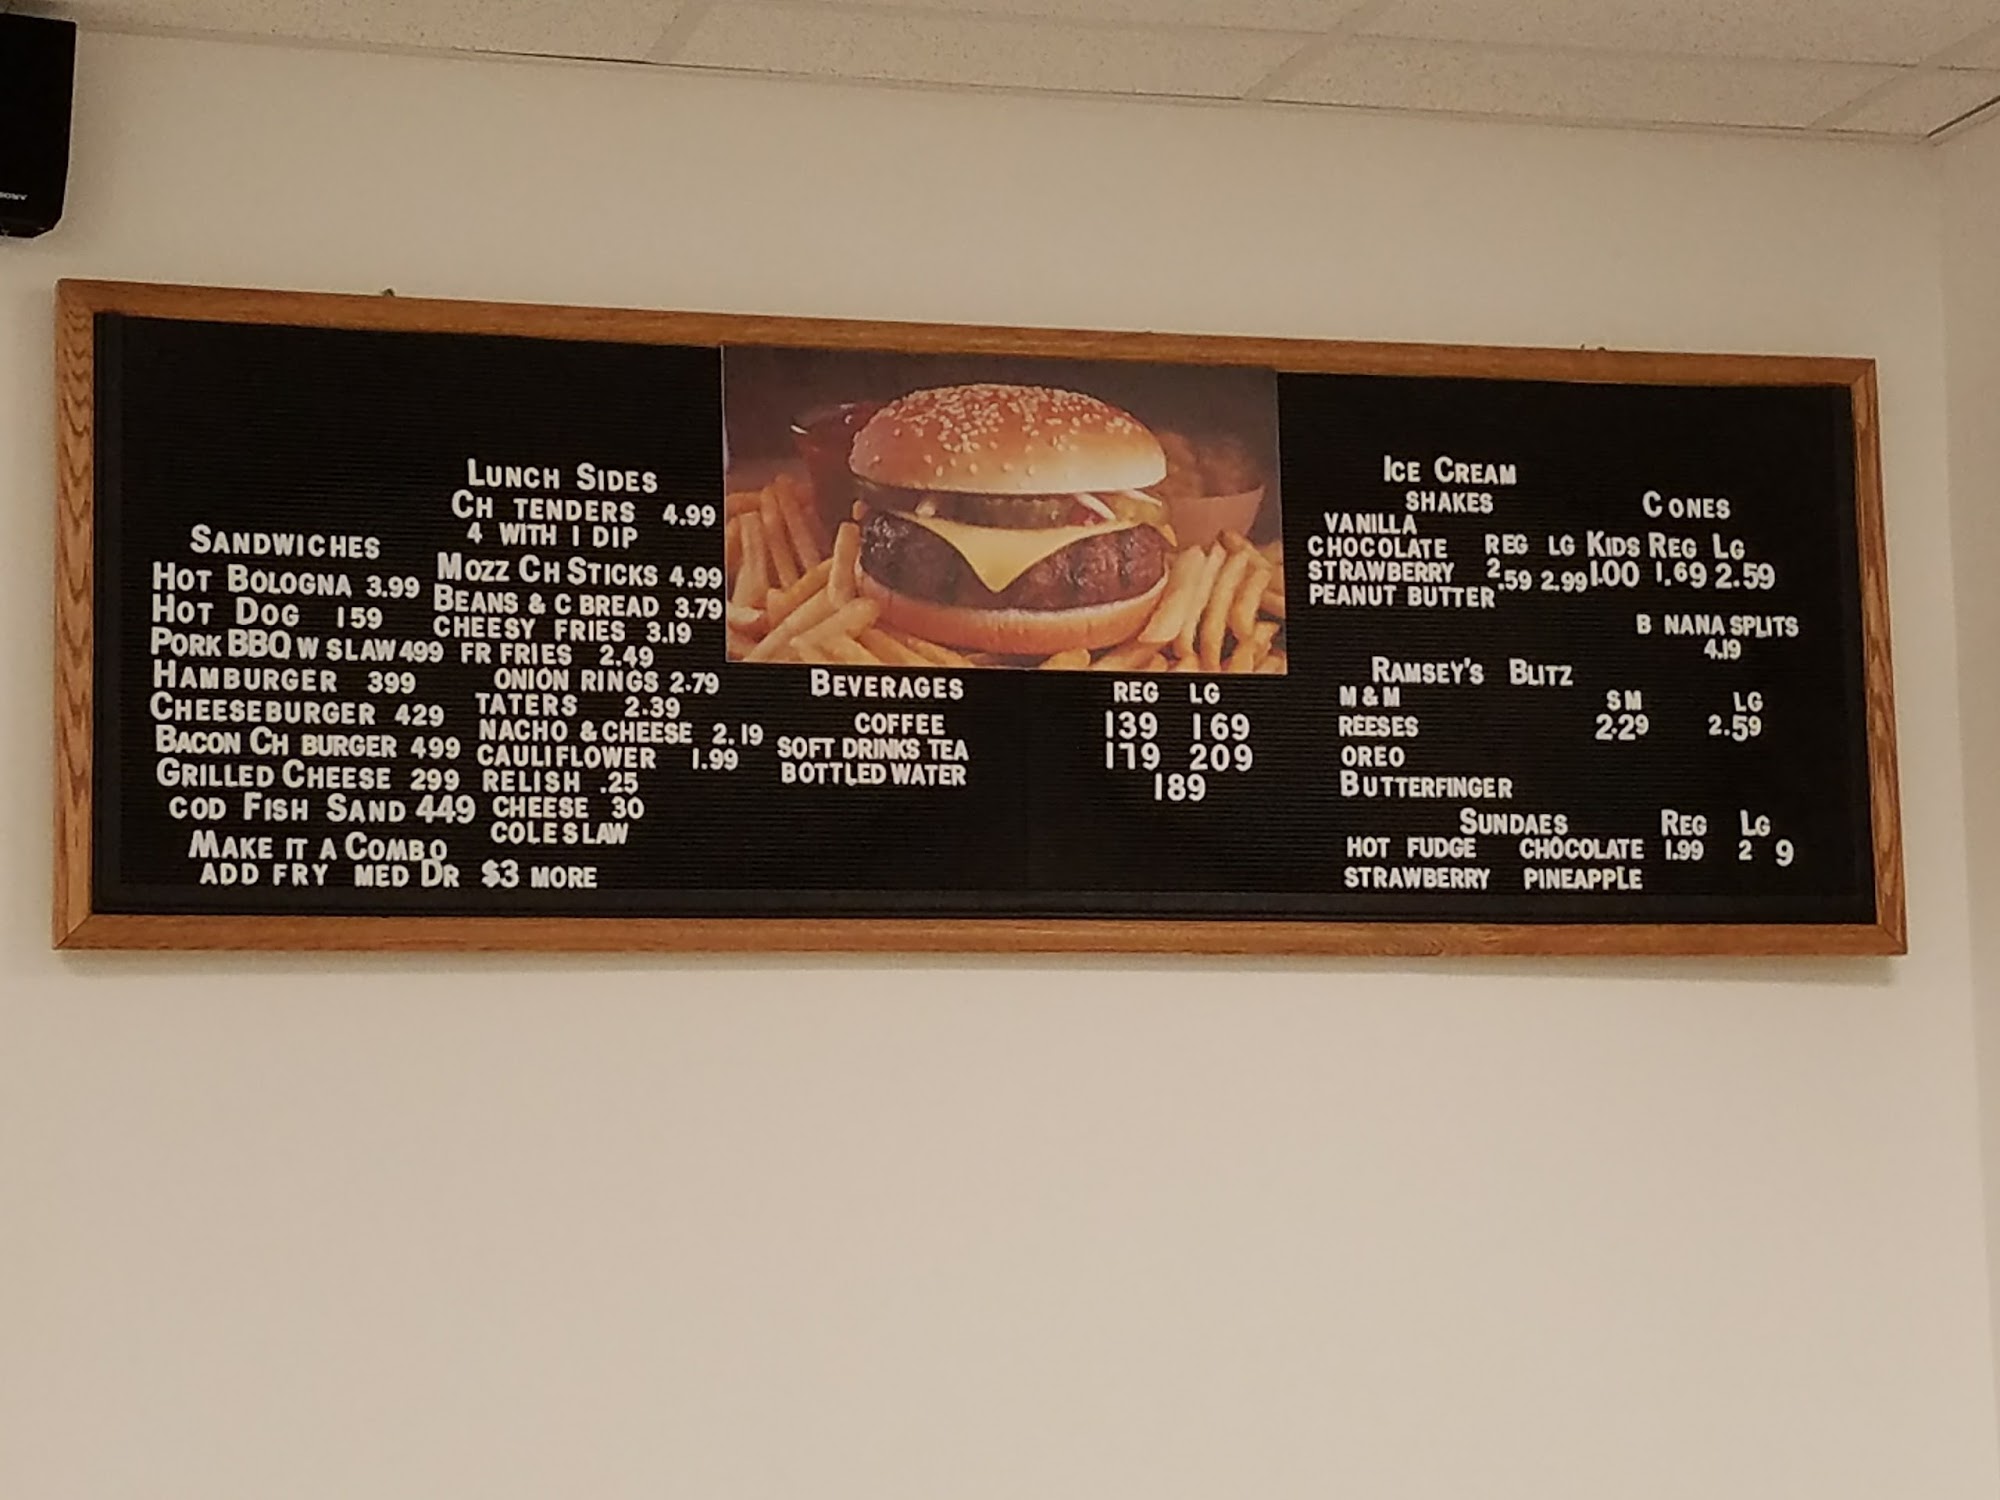 SONY
SANDWICHES
HOT BOLOGNA 3.99
HOT DOG 159
PORK BBQ W SLAW 499
HAMBURGER 399
CHEESEBURGER 429
BACON CH BURGER 499
GRILLED CHEESE 299
COD FISH SAND 449
MAKE IT A COMBO
ADD FRY MED DR $3 MORE
LUNCH SIDES
CH TENDERS 4.99
4 WITH 1 DIP
MOZZ CH STICKS 4.99
BEANS & C BREAD 3.79
CHEESY FRIES 3.19
FR FRIES 2.49
ONION RINGS 2.79
TATERS 2.39
NACHO & CHEESE 2.19
CAULIFLOWER 1.99
RELISH .25
CHEESE 30
COLESLAW
BEVERAGES REG LG
COFFEE 139 169
SOFT DRINKS TEA 179 209
BOTTLED WATER 189
ICE CREAM
SHAKES
VANILLA
CHOCOLATE REG LG
STRAWBERRY 2.59 2.99
PEANUT BUTTER
CONES
KIDS REG LG
1.00 1.69 2.59
B NANA SPLITS
4.19
RAMSEY'S BLITZ
M & M SM LG
REESES 2.29 2.59
OREO
BUTTERFINGER
SUNDAES REG LG
HOT FUDGE CHOCOLATE 1.99 2 9
STRAWBERRY PINEAPPLE